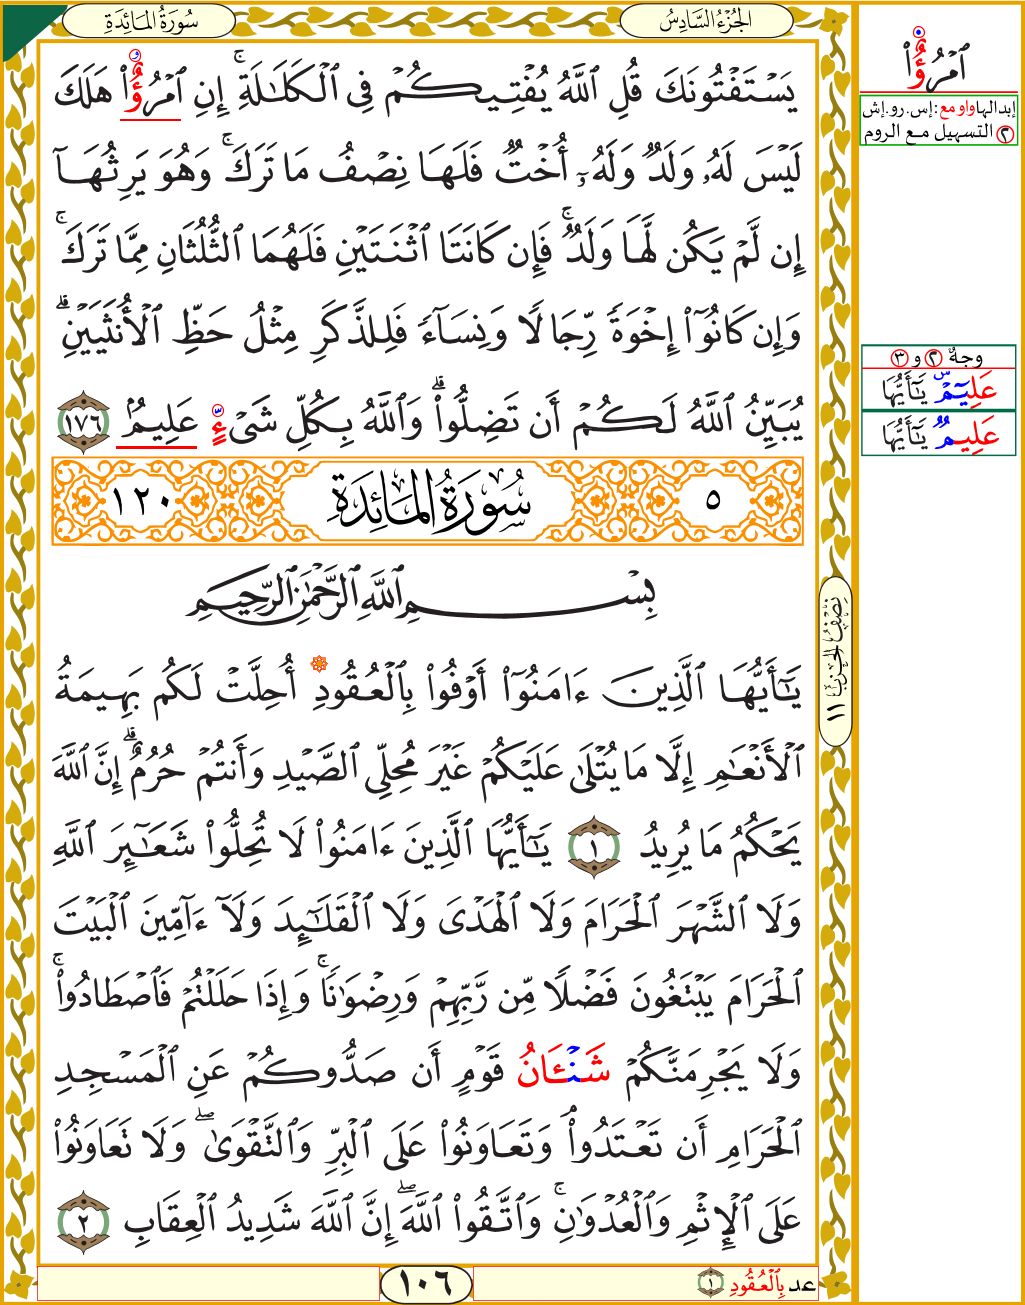 الجُزْءُ السَّادِسُ
سُورَةُ المَائِدَةِ
يَسْتَفْتُونَكَ قُلِ ٱللَّهُ يُفْتِيكُمْ فِى ٱلْكَلَٰلَةِۚ إِنِ ٱمْرُؤٌا۟ هَلَكَ
لَيْسَ لَهُۥ وَلَدٌ وَلَهُۥٓ أُخْتٌ فَلَهَا نِصْفُ مَا تَرَكَۚ وَهُوَ يَرِثُهَآ
إِن لَّمْ يَكُن لَّهَا وَلَدٌۚ فَإِن كَانَتَا ٱثْنَتَيْنِ فَلَهُمَا ٱلثُّلُثَانِ مِمَّا تَرَكَۚ
وَإِن كَانُوٓا۟ إِخْوَةً رِّجَالًا وَنِسَآءً فَلِلذَّكَرِ مِثْلُ حَظِّ ٱلْأُنثَيَيْنِۗ
يُبَيِّنُ ٱللَّهُ لَكُمْ أَن تَضِلُّوا۟ۗ وَٱللَّهُ بِكُلِّ شَىْءٍ عَلِيمٌۢ ١٧٦
٥ سُورَةُ المَائِدَةِ ١٢٠
بِسْمِ ٱللَّهِ ٱلرَّحْمَٰنِ ٱلرَّحِيمِ
يَٰٓأَيُّهَا ٱلَّذِينَ ءَامَنُوٓا۟ أَوْفُوا۟ بِٱلْعُقُودِ أُحِلَّتْ لَكُم بَهِيمَةُ
ٱلْأَنْعَٰمِ إِلَّا مَا يُتْلَىٰ عَلَيْكُمْ غَيْرَ مُحِلِّى ٱلصَّيْدِ وَأَنتُمْ حُرُمٌۗ إِنَّ ٱللَّهَ
يَحْكُمُ مَا يُرِيدُ ١ يَٰٓأَيُّهَا ٱلَّذِينَ ءَامَنُوا۟ لَا تُحِلُّوا۟ شَعَٰٓئِرَ ٱللَّهِ
وَلَا ٱلشَّهْرَ ٱلْحَرَامَ وَلَا ٱلْهَدْىَ وَلَا ٱلْقَلَٰٓئِدَ وَلَآ ءَآمِّينَ ٱلْبَيْتَ
ٱلْحَرَامَ يَبْتَغُونَ فَضْلًا مِّن رَّبِّهِمْ وَرِضْوَٰنًاۚ وَإِذَا حَلَلْتُمْ فَٱصْطَادُوا۟ۚ
وَلَا يَجْرِمَنَّكُمْ شَنْـَٔانُ قَوْمٍ أَن صَدُّوكُمْ عَنِ ٱلْمَسْجِدِ
ٱلْحَرَامِ أَن تَعْتَدُوا۟ۘ وَتَعَاوَنُوا۟ عَلَى ٱلْبِرِّ وَٱلتَّقْوَىٰۖ وَلَا تَعَاوَنُوا۟
عَلَى ٱلْإِثْمِ وَٱلْعُدْوَٰنِۚ وَٱتَّقُوا۟ ٱللَّهَۖ إِنَّ ٱللَّهَ شَدِيدُ ٱلْعِقَابِ ٢
عد بِٱلْعُقُودِ ١
١٠٦
ٱمْرُؤٌا۟
إبدالها واو مع: إس. رو. إش
٢ التسهيل مع الروم
وجهٌ ٢ و ٣
عَلِيمٌ س يَٰٓأَيُّهَا
عَلِيمٌ يَٰٓأَيُّهَا
نِصْفُ الحِزْبِ ١١